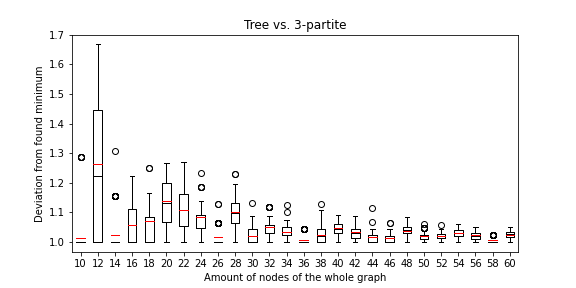 Tree vs. 3-partite
Deviation from found minimum
1.7
1.6
1.5
1.4
1.3
1.2
1.1
1.0
10 12 14 16 18 20 22 24 26 28 30 32 34 36 38 40 42 44 46 48 50 52 54 56 58 60
Amount of nodes of the whole graph